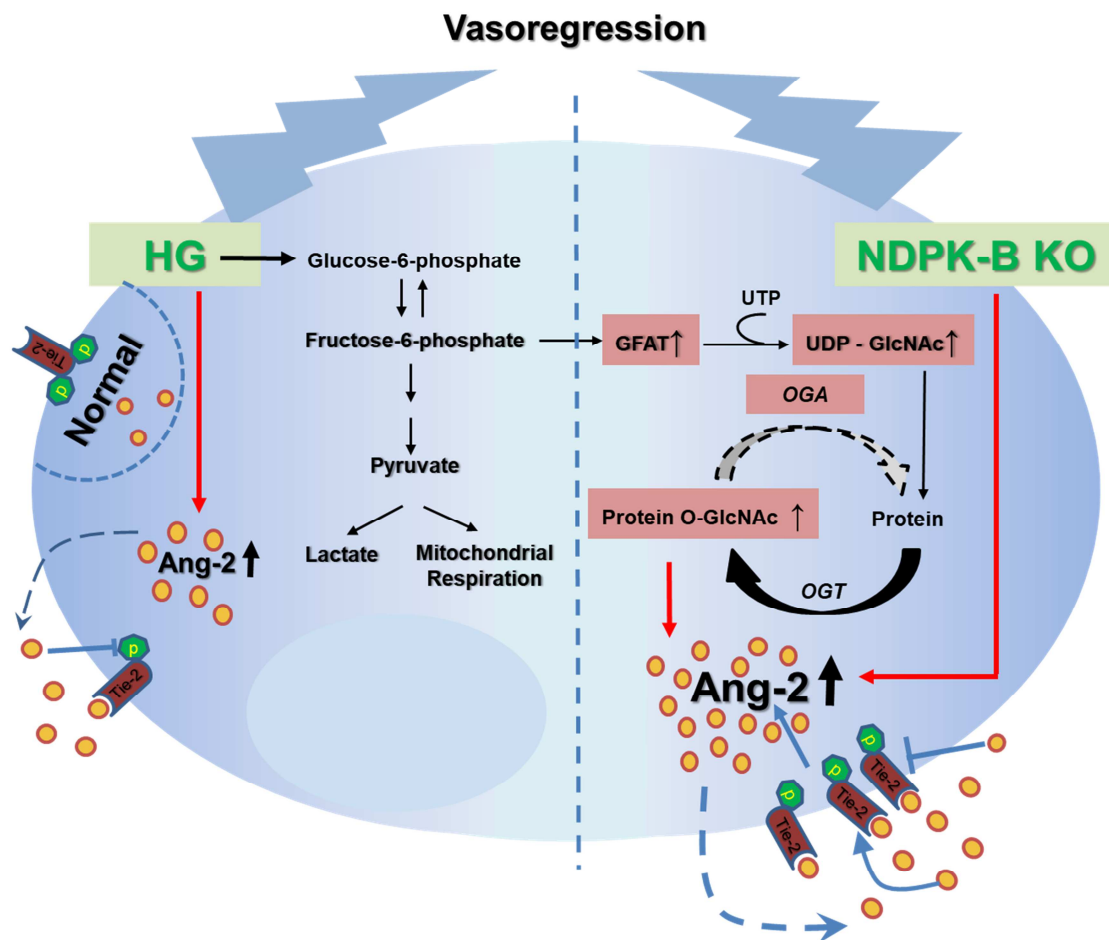 Vasoregression
HG
NDPK-B KO
Glucose-6-phosphate
UTP
Fructose-6-phosphate
GFAT↑
UDP - GlcNAc↑
Tie-2
p
p
Normal
OGA
Pyruvate
Protein O-GlcNAc ↑
Protein
Lactate
Mitochondrial
Respiration
Ang-2
OGT
p
Tie-2
Ang-2
p
Tie-2
p
Tie-2
p
Tie-2